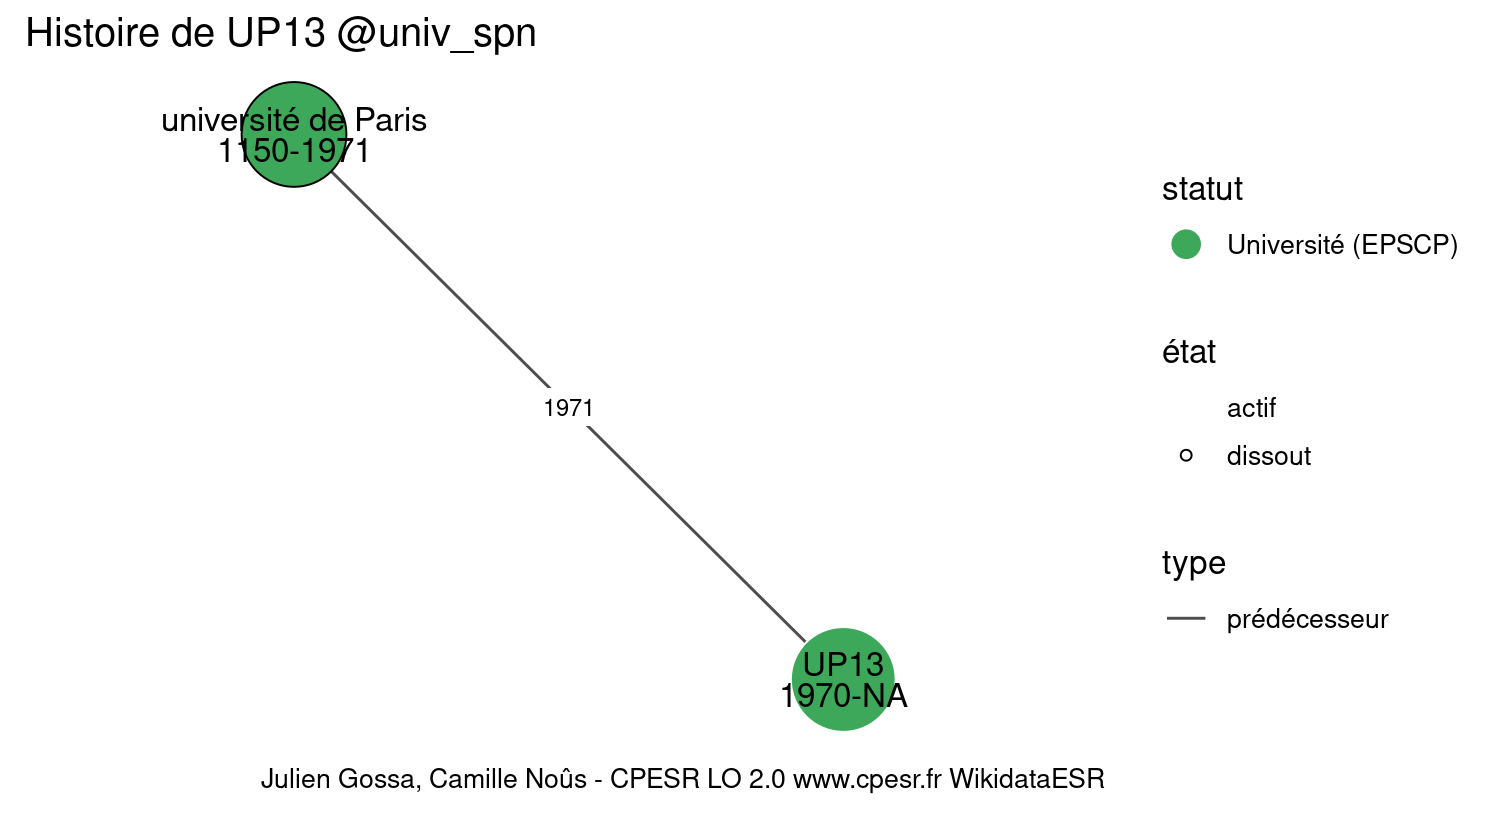 Histoire de UP13 @univ_spn
université de Paris
1150-1971
1971
UP13
1970-NA
statut
Université (EPSCP)
état
actif
dissout
type
prédécesseur
Julien Gossa, Camille Noûs - CPESR LO 2.0 www.cpesr.fr WikidataESR